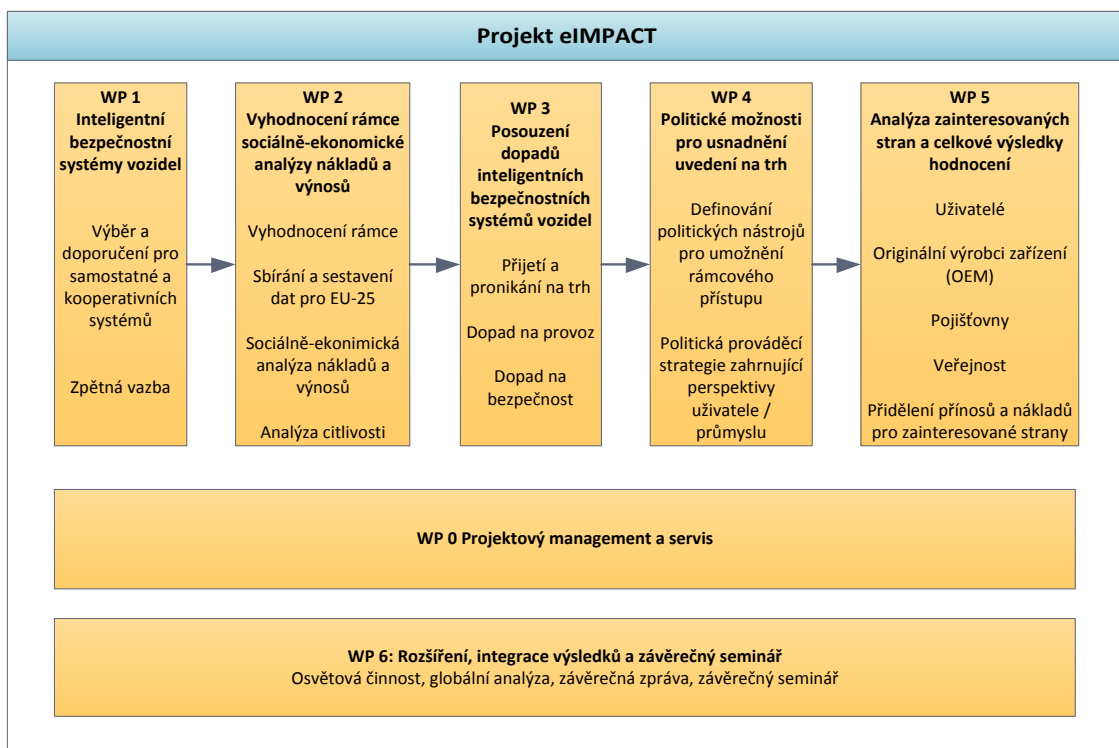 Projekt eIMPACT
WP 1
Inteligentní
bezpečnostní
systémy vozidel
Výběr a
doporučení pro
samostatné a
kooperativních
systémů
Zpětná vazba
WP 2
Vyhodnocení rámce
sociálně-ekonomické
analýzy nákladů a
výnosů
Vyhodnocení rámce
Sbírání a sestavení
dat pro EU-25
Sociálně-ekonimická
analýza nákladů a
výnosů
Analýza citlivosti
WP 3
Posouzení
dopadů
inteligentních
bezpečnostních
systémů vozidel
Přijetí a
pronikání na trh
Dopad na provoz
Dopad na
bezpečnost
WP 4
Politické možnosti
pro usnadnění
uvedení na trh
Definování
politických nástrojů
pro umožnění
rámcového
přístupu
Politická prováděcí
strategie zahrnující
perspektivy
uživatele /
průmyslu
WP 5
Analýza zainteresovaných
stran a celkové výsledky
hodnocení
Uživatelé
Originální výrobci zařízení
(OEM)
Pojišťovny
Veřejnost
Přidělení přínosů a nákladů
pro zainteresované strany
WP 0 Projektový management a servis
WP 6: Rozšíření, integrace výsledků a závěrečný seminář
Osvětová činnost, globální analýza, závěrečná zpráva, závěrečný seminář